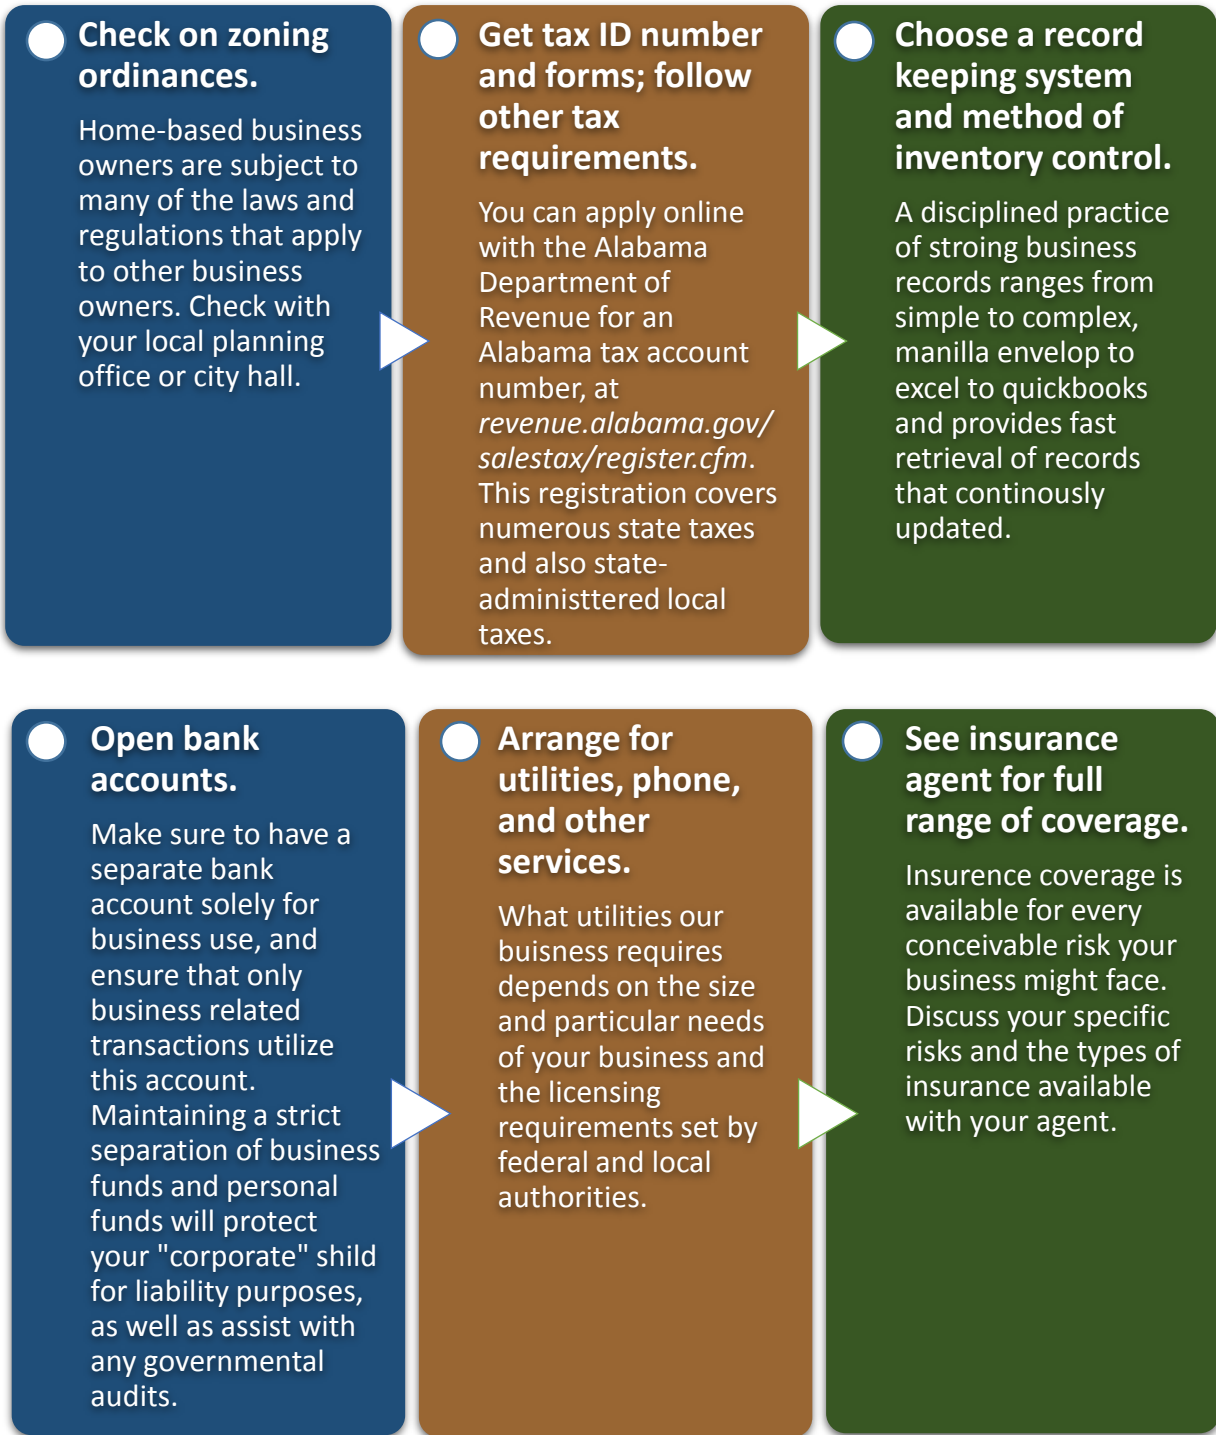 Check on zoning
ordinances.
Home-based business
owners are subject to
many of the laws and
regulations that apply
to other business
owners. Check with
your local planning
office or city hall.
Get tax ID number
and forms; follow
other tax
requirements.
You can apply online
with the Alabama
Department of
Revenue for an
Alabama tax account
number, at
revenue.alabama.gov/
salestax/register.cfm.
This registration covers
numerous state taxes
and also state-
administtered local
taxes.
Choose a record
keeping system
and method of
inventory control.
A disciplined practice
of stroing business
records ranges from
simple to complex,
manilla envelop to
excel to quickbooks
and provides fast
retrieval of records
that continously
updated.
Open bank
accounts.
Make sure to have a
separate bank
account solely for
business use, and
ensure that only
business related
transactions utilize
this account.
Maintaining a strict
separation of business
funds and personal
funds will protect
your "corporate" shild
for liability purposes,
as well as assist with
any governmental
audits.
Arrange for
utilities, phone,
and other
services.
What utilities our
buisness requires
depends on the size
and particular needs
of your business and
the licensing
requirements set by
federal and local
authorities.
See insurance
agent for full
range of coverage.
Insurence coverage is
available for every
conceivable risk your
business might face.
Discuss your specific
risks and the types of
insurance available
with your agent.